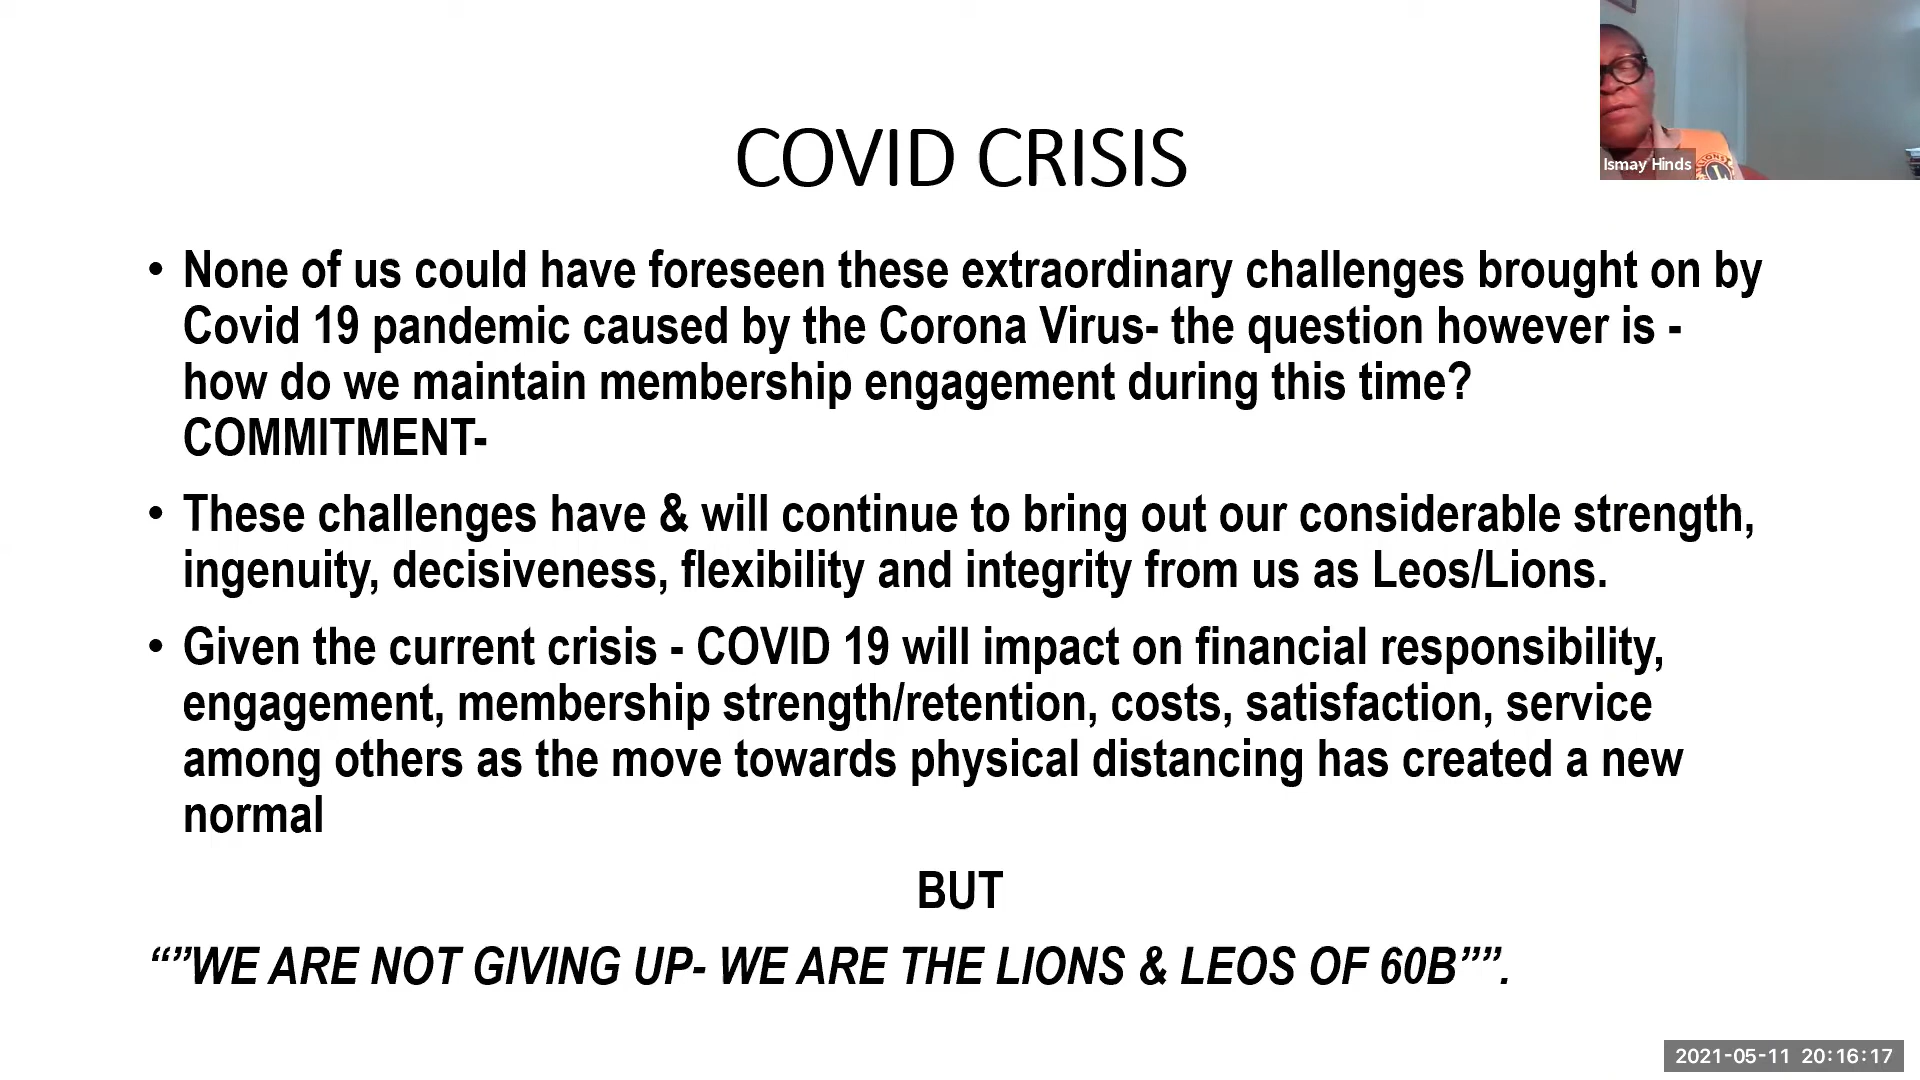 COVID CRISIS
Ismay Hinds
• None of us could have foreseen these extraordinary challenges brought on by
Covid 19 pandemic caused by the Corona Virus- the question however is -
how do we maintain membership engagement during this time?
COMMITMENT-
• These challenges have & will continue to bring out our considerable strength,
ingenuity, decisiveness, flexibility and integrity from us as Leos/Lions.
• Given the current crisis - COVID 19 will impact on financial responsibility,
engagement, membership strength/retention, costs, satisfaction, service
among others as the move towards physical distancing has created a new
normal
BUT
“”WE ARE NOT GIVING UP- WE ARE THE LIONS & LEOS OF 60B””.
2021-05-11 20:16:17